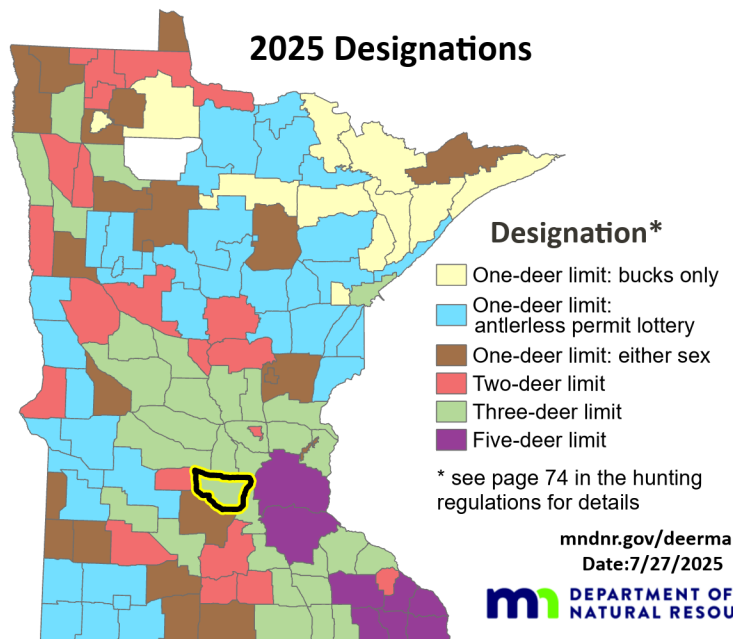 2025 Designations
Designation*
One-deer limit: bucks only
One-deer limit:
antlerless permit lottery
One-deer limit: either sex
Two-deer limit
Three-deer limit
Five-deer limit
* see page 74 in the hunting
regulations for details
mndnr.gov/deerma
Date:7/27/2025
mn DEPARTMENT OF
NATURAL RESOU